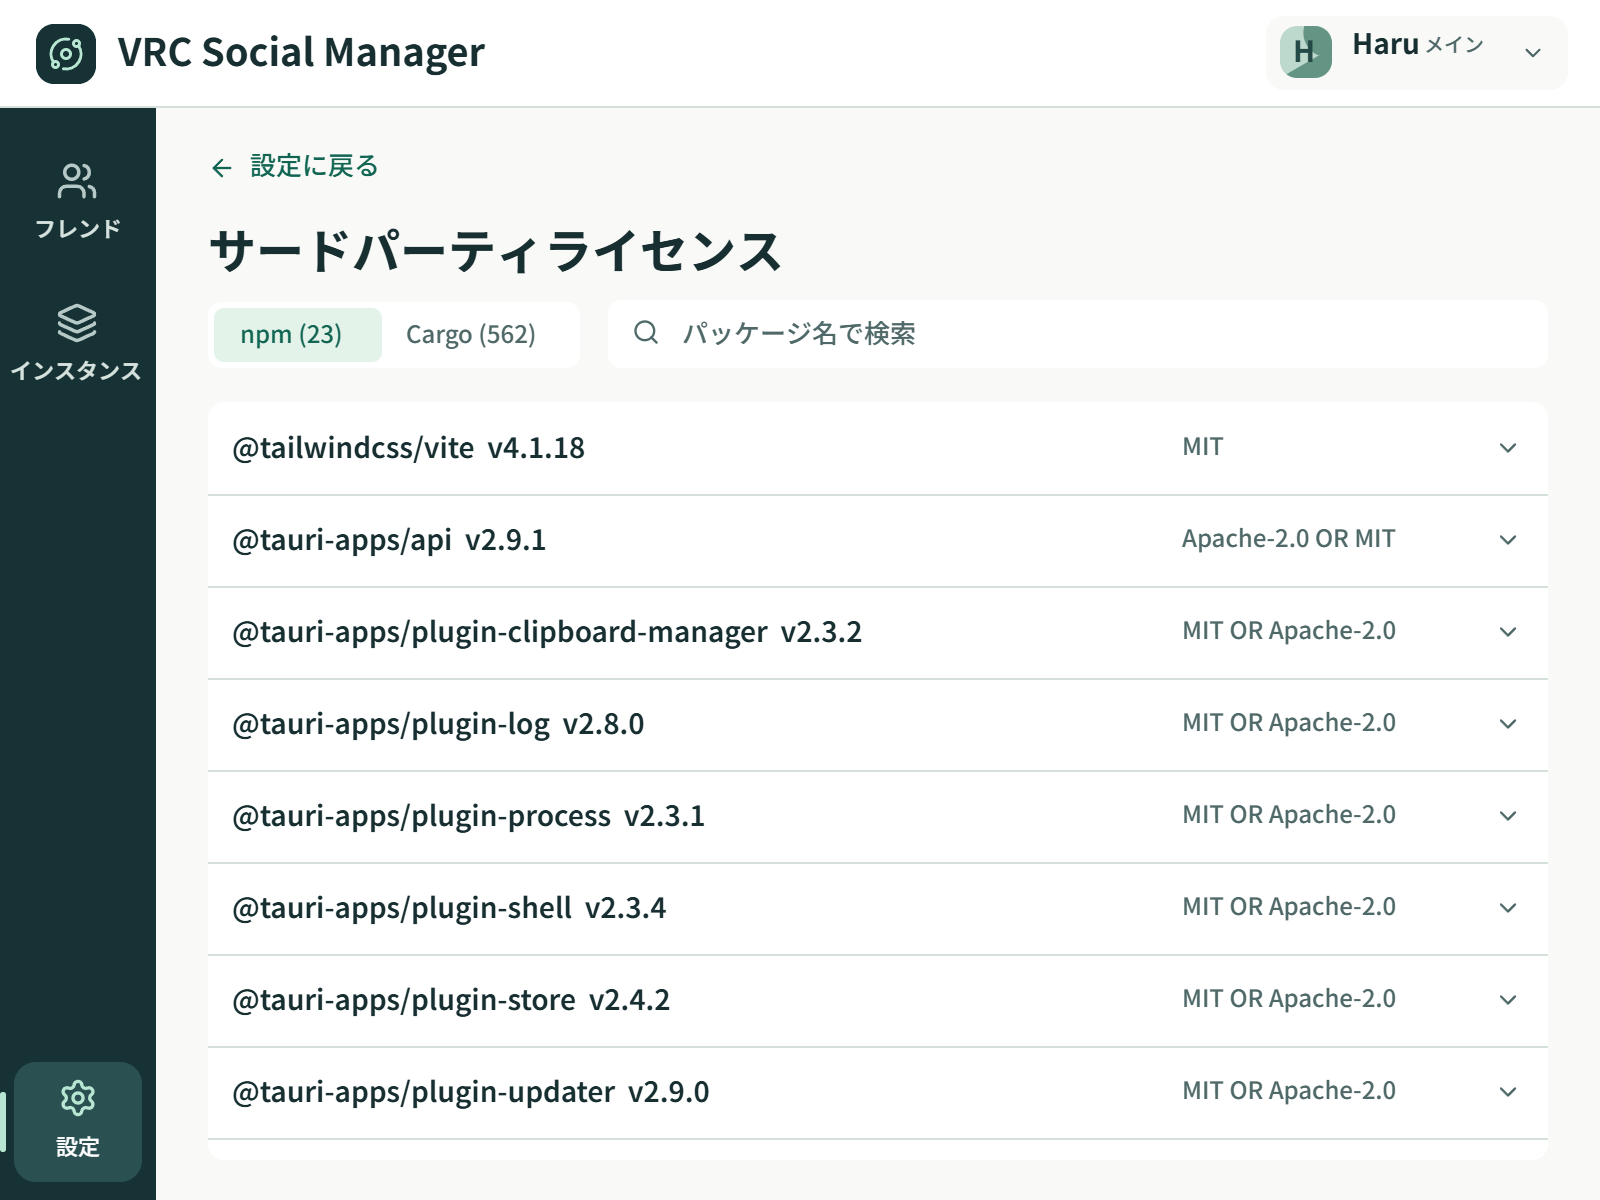 VRC Social Manager
H
Haru メイン
フレンド
インスタンス
設定
設定に戻る
サードパーティライセンス
npm (23)
Cargo (562)
パッケージ名で検索
@tailwindcss/vite v4.1.18 MIT
@tauri-apps/api v2.9.1 Apache-2.0 OR MIT
@tauri-apps/plugin-clipboard-manager v2.3.2 MIT OR Apache-2.0
@tauri-apps/plugin-log v2.8.0 MIT OR Apache-2.0
@tauri-apps/plugin-process v2.3.1 MIT OR Apache-2.0
@tauri-apps/plugin-shell v2.3.4 MIT OR Apache-2.0
@tauri-apps/plugin-store v2.4.2 MIT OR Apache-2.0
@tauri-apps/plugin-updater v2.9.0 MIT OR Apache-2.0